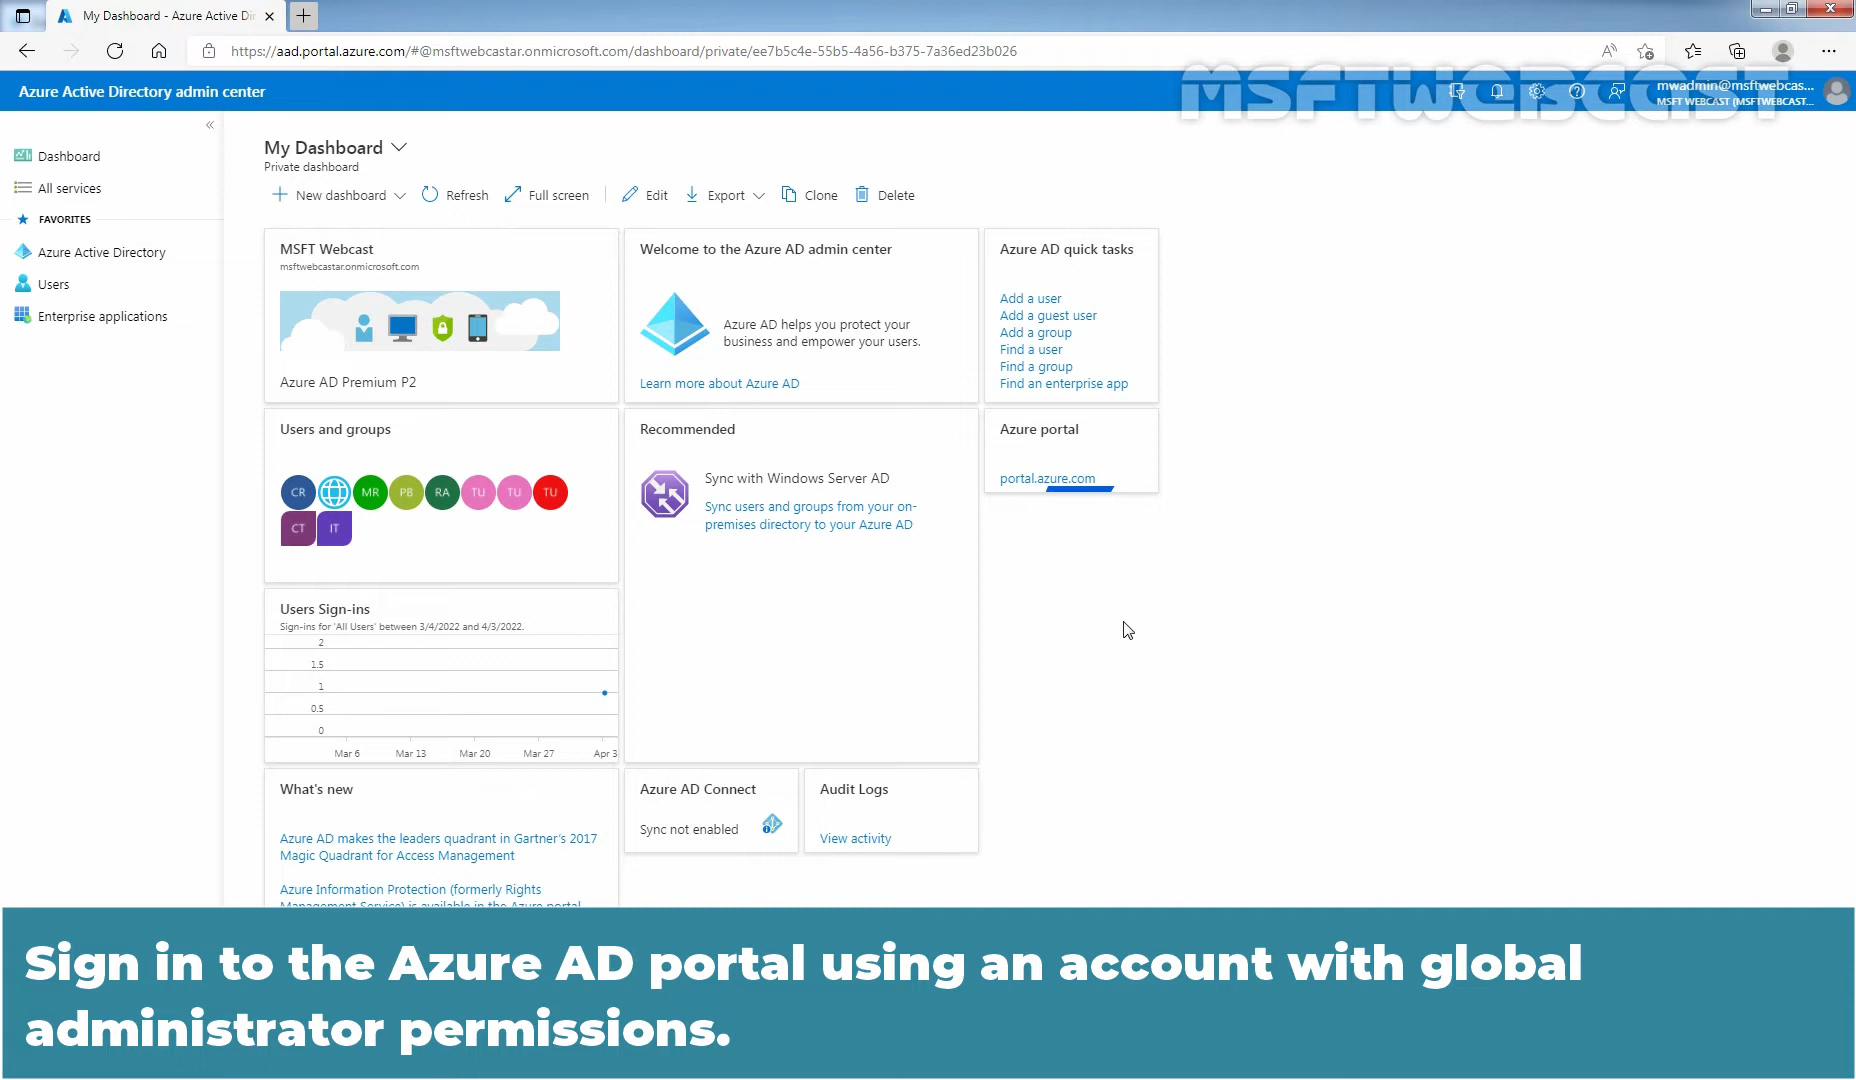 My Dashboard - Azure Active Di
https://aad.portal.azure.com/#@msftwebcastar.onmicrosoft.com/dashboard/private/ee7b5c4e-55b5-4a56-b375-7a36ed23b026
Azure Active Directory admin center
MSFTWEBCAST
mwadmin@msftwebcas...
MSFT WEBCAST (MSFTWEBCAST...
Dashboard
All services
FAVORITES
Azure Active Directory
Users
Enterprise applications
My Dashboard
Private dashboard
New dashboard
Refresh
Full screen
Edit
Export
Clone
Delete
MSFT Webcast
msftwebcastar.onmicrosoft.com
Azure AD Premium P2
Welcome to the Azure AD admin center
Azure AD helps you protect your
business and empower your users.
Learn more about Azure AD
Azure AD quick tasks
Add a user
Add a guest user
Add a group
Find a user
Find a group
Find an enterprise app
Users and groups
CR
MR
PB
RA
TU
TU
TU
CT
IT
Recommended
Sync with Windows Server AD
Sync users and groups from your on-
premises directory to your Azure AD
Azure portal
portal.azure.com
Users Sign-ins
Sign-ins for 'All Users' between 3/4/2022 and 4/3/2022.
2
1.5
1
0.5
0
Mar 6
Mar 13
Mar 20
Mar 27
Apr 3
What's new
Azure AD makes the leaders quadrant in Gartner's 2017
Magic Quadrant for Access Management
Azure Information Protection (formerly Rights
Management Service) is available in the Azure portal
Azure AD Connect
Sync not enabled
Audit Logs
View activity
Sign in to the Azure AD portal using an account with global
administrator permissions.